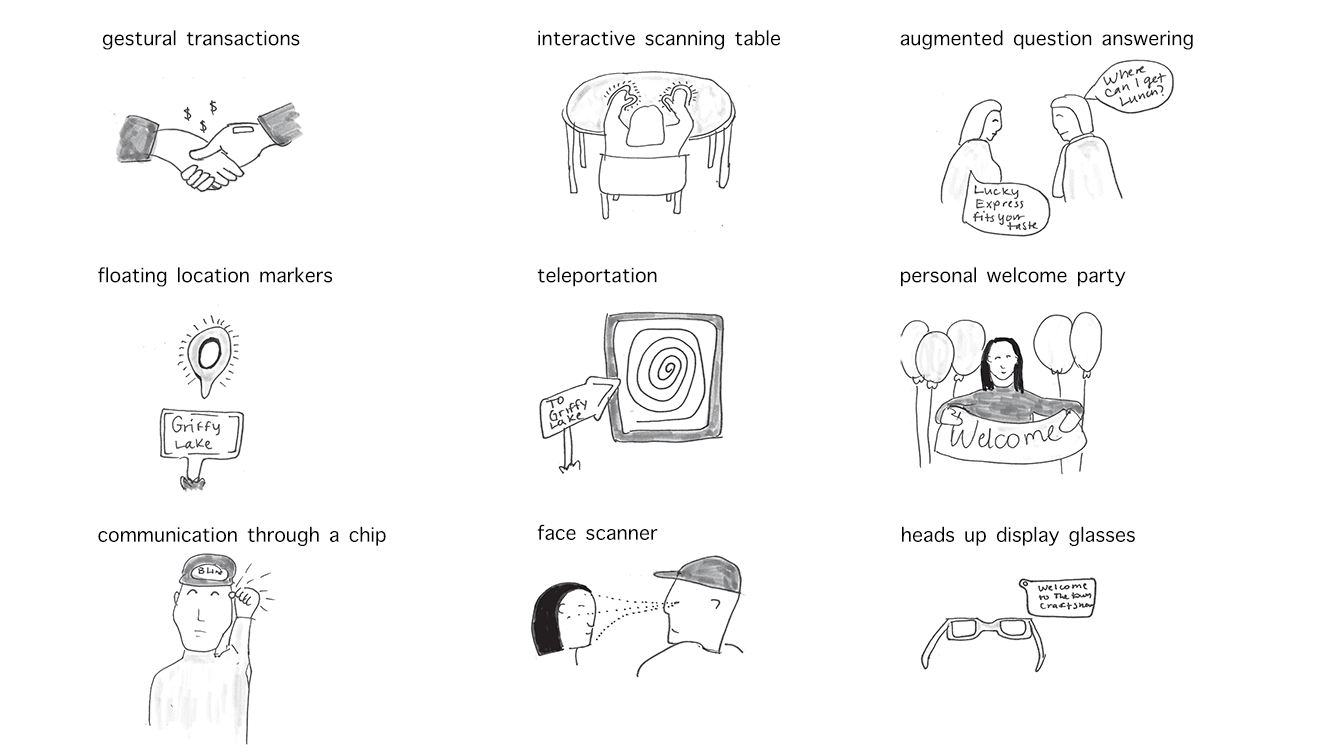 gestural transactions
interactive scanning table
augmented question answering
$
$
$
Where
can I get
Lunch?
Lucky
Express
fits your
taste
floating location markers
teleportation
personal welcome party
Griffy
Lake
To
Griffy
Lake
Welcome
communication through a chip
face scanner
heads up display glasses
Welcome
to The town